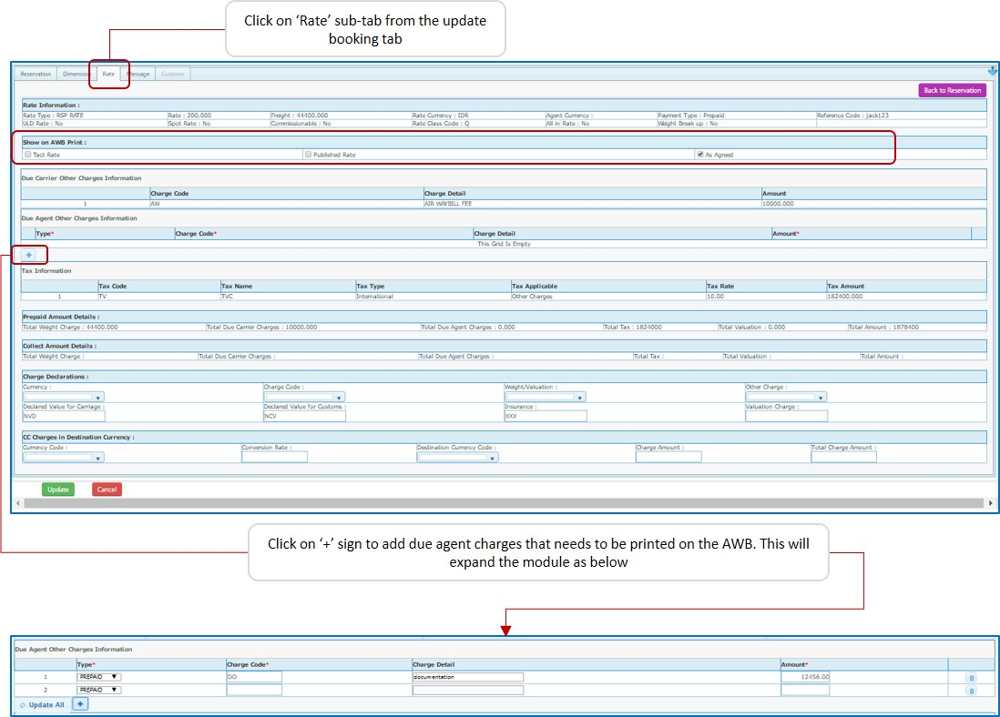 Click on ‘Rate’ sub-tab from the update
booking tab
Reservation Dimension Rate Message Customs
Back to Reservation
Rate Information :
Rate Type : RSP RATE Rate : 200.000 Freight : 44400.000 Rate Currency : IDR Agent Currency : Payment Type : Prepaid Reference Code : jack123
ULD Rate : No Spot Rate : No Commissionable : No Rate Class Code : Q All in Rate : No Weight Break up : No
Show on AWB Print :
Tact Rate Published Rate As Agreed
Due Carrier Other Charges Information
Charge Code Charge Detail Amount
1 AW AIR WAYBILL FEE 10000.000
Due Agent Other Charges Information
Type* Charge Code* Charge Detail Amount*
This Grid Is Empty
+
Tax Information
Tax Code Tax Name Tax Type Tax Applicable Tax Rate Tax Amount
1 TV TVC International Other Charges 10.00 182400.000
Prepaid Amount Details :
Total Weight Charge : 44400.000 Total Due Carrier Charges : 10000.000 Total Due Agent Charges : 0.000 Total Tax : 1824000 Total Valuation : 0.000 Total Amount : 1878400
Collect Amount Details :
Total Weight Charge : Total Due Carrier Charges : Total Due Agent Charges : Total Tax : Total Valuation : Total Amount :
Charge Declarations :
Currency : Charge Code : Weight/Valuation : Other Charge :
Declared Value for Carriage : Declared Value for Customs : Insurance : Valuation Charge :
NVD NCV XXX
CC Charges in Destination Currency :
Currency Code : Conversion Rate : Destination Currency Code : Charge Amount : Total Charge Amount :
Update Cancel
Click on ‘+’ sign to add due agent charges that needs to be printed on the AWB. This will
expand the module as below
Due Agent Other Charges Information
Type* Charge Code* Charge Detail Amount*
1 PREPAID DO documentation 12456.00
2 PREPAID
Update All +